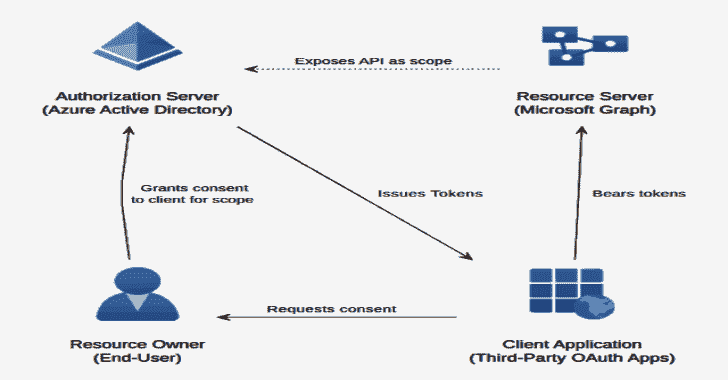 Exposes API as scope
Authorization Server
(Azure Active Directory)
Resource Server
(Microsoft Graph)
Grants consent
to client for scope
Issues Tokens
Bears tokens
Requests consent
Resource Owner
(End-User)
Client Application
(Third-Party OAuth Apps)